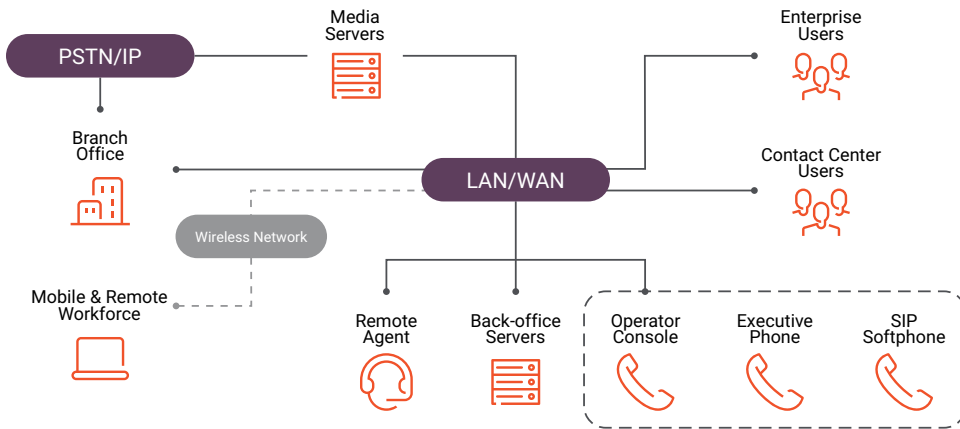 Media
Servers
Enterprise
Users
PSTN/IP
Branch
Office
LAN/WAN
Contact Center
Users
Wireless Network
Mobile & Remote
Workforce
Remote
Agent
Back-office
Servers
Operator
Console
Executive
Phone
SIP
Softphone